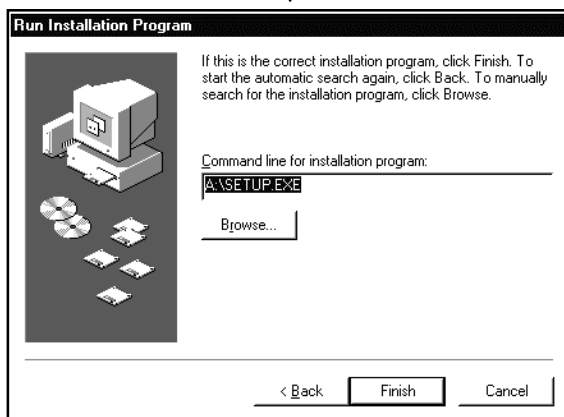 Run Installation Program
If this is the correct installation program, click Finish. To
start the automatic search again, click Back. To manually
search for the installation program, click Browse.
Command line for installation program:
A:\SETUP.EXE
Browse...
< Back
Finish
Cancel